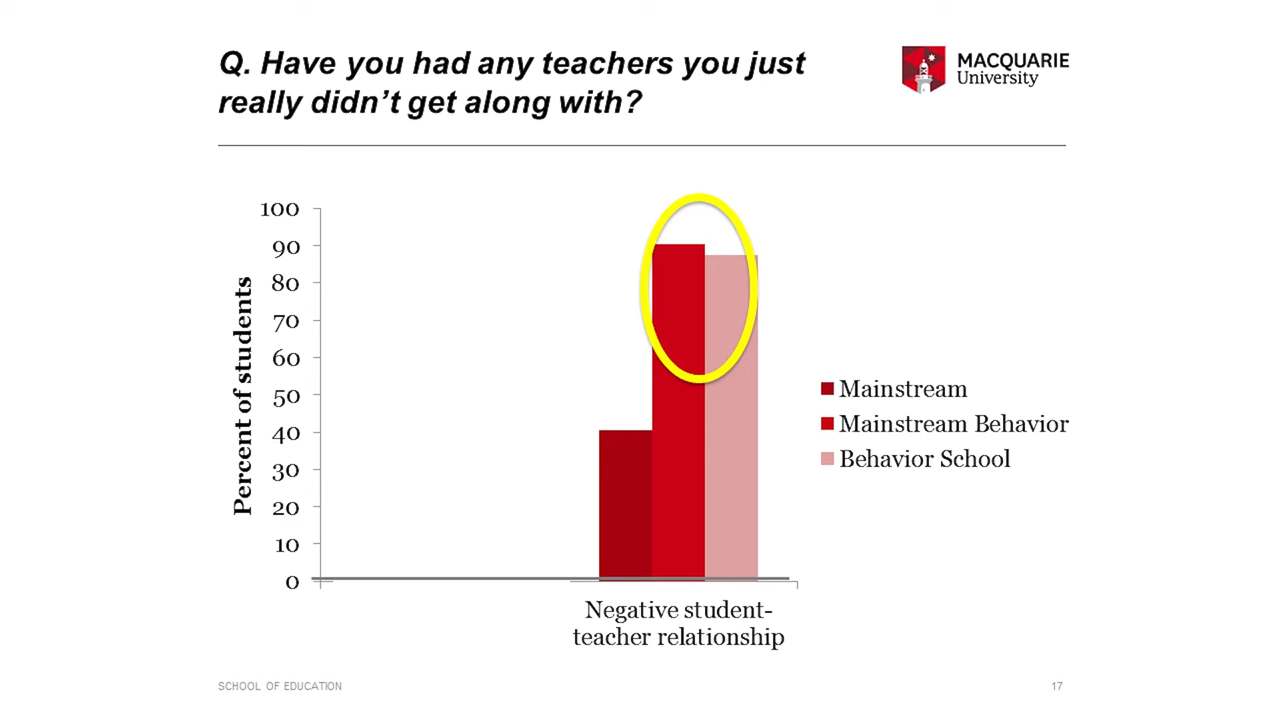 Q. Have you had any teachers you just
really didn’t get along with?
MACQUARIE
University
100
90
80
70
60
50
40
30
20
10
0
Percent of students
Negative student-
teacher relationship
Mainstream
Mainstream Behavior
Behavior School
SCHOOL OF EDUCATION
17